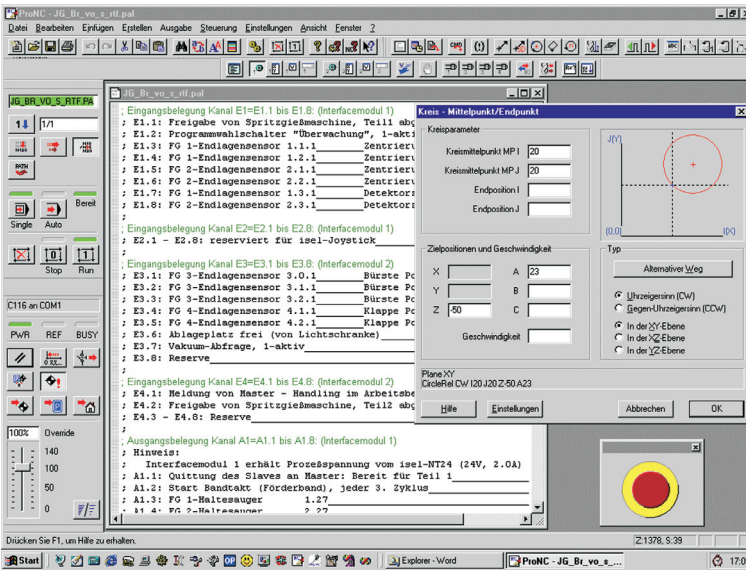 ProNC - JG_Br_vo_s_rtf.pal
Datei Bearbeiten Einfügen Erstellen Ausgabe Steuerung Einstellungen Ansicht Fenster ?
JG_BR_VO_S_RTF.PA
1/1
PATH
Bereit
Single Auto
Stop Run
C116 an COM1
PWR REF BUSY
100% Override
140
100
50
0
JG_Br_vo_s_rtf.pal
; Eingangsbelegung Kanal E1=E1.1 bis E1.8: (Interfacemodul 1)
; E1.1: Freigabe von Spritzgießmaschine, Teil1 abg
; E1.2: Programmwahlschalter "Überwachung", 1-akti
; E1.3: FG 1-Endlagensensor 1.1.1 Zentrieru
; E1.4: FG 1-Endlagensensor 1.2.1 Zentrieru
; E1.5: FG 2-Endlagensensor 2.1.1 Zentrieru
; E1.6: FG 2-Endlagensensor 2.2.1 Zentrieru
; E1.7: FG 1-Endlagensensor 1.3.1 Detektors
; E1.8: FG 2-Endlagensensor 2.3.1 Detektors
;
; Eingangsbelegung Kanal E2=E2.1 bis E2.8: (Interfacemodul 1)
; E2.1 - E2.8: reserviert für isel-Joystick
;
; Eingangsbelegung Kanal E3=E3.1 bis E3.8: (Interfacemodul 2)
; E3.1: FG 3-Endlagensensor 3.0.1 Bürste Po
; E3.2: FG 3-Endlagensensor 3.1.1 Bürste Po
; E3.3: FG 3-Endlagensensor 3.2.1 Bürste Po
; E3.4: FG 4-Endlagensensor 4.1.1 Klappe Po
; E3.5: FG 4-Endlagensensor 4.2.1 Klappe Po
; E3.6: Ablageplatz frei (von Lichtschranke)
; E3.7: Vakuum-Abfrage, 1-aktiv
; E3.8: Reserve
;
; Eingangsbelegung Kanal E4=E4.1 bis E4.8: (Interfacemodul 2)
; E4.1: Meldung von Master - Handling im Arbeitsbe
; E4.2: Freigabe von Spritzgießmaschine, Teil2 abg
; E4.3 - E4.8: Reserve
;
; Ausgangsbelegung Kanal A1=A1.1 bis A1.8: (Interfacemodul 1)
; Hinweis:
; Interfacemodul 1 erhält Prozeßspannung vom isel-NT24 (24V, 2.0A)
; A1.1: Quittung des Slaves an Master: Bereit für Teil 1
; A1.2: Start Bandtakt (Förderband), jeder 3. Zyklus
; A1.3: FG 1-Haltesauger 1.27
; A1.4: FG 2-Haltesauger 2.27
Kreis - Mittelpunkt/Endpunkt
Kreisparameter
Kreismittelpunkt MP I 20
Kreismittelpunkt MP J 20
Endposition I
Endposition J
J(Y)
(0,0) I(X)
Zielpositionen und Geschwindigkeit
X A 23
Y B
Z -50 C
Geschwindigkeit
Typ
Alternativer Weg
Uhrzeigersinn (CW)
Gegen-Uhrzeigersinn (CCW)
In der XY-Ebene
In der XZ-Ebene
In der YZ-Ebene
Plane XY
CircleRel CW I20 J20 Z-50 A23
Hilfe Einstellungen Abbrechen OK
Drücken Sie F1, um Hilfe zu erhalten. Z:1378, S:39
Start Explorer - Word ProNC - JG_Br_vo_s_... 17:0